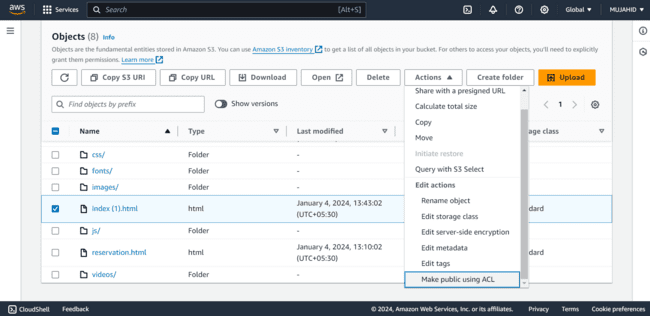 aws
Services
Search
[Alt+S]
Global
MUJAHID
Objects (8) Info
Objects are the fundamental entities stored in Amazon S3. You can use Amazon S3 inventory to get a list of all objects in your bucket. For others to access your objects, you'll need to explicitly
grant them permissions. Learn more
Copy S3 URI
Copy URL
Download
Open
Delete
Actions
Create folder
Upload
Find objects by prefix
Show versions
1
Share with a presigned URL
Calculate total size
Copy
Move
Initiate restore
Query with S3 Select
Edit actions
Rename object
Edit storage class
Edit server-side encryption
Edit metadata
Edit tags
Make public using ACL
Name
Type
Last modified
age class
css/
Folder
-
fonts/
Folder
-
images/
Folder
-
index (1).html
html
January 4, 2024, 13:43:02
(UTC+05:30)
dard
js/
Folder
-
reservation.html
html
January 4, 2024, 13:10:02
(UTC+05:30)
dard
videos/
Folder
-
CloudShell
Feedback
© 2024, Amazon Web Services, Inc. or its affiliates.
Privacy
Terms
Cookie preferences